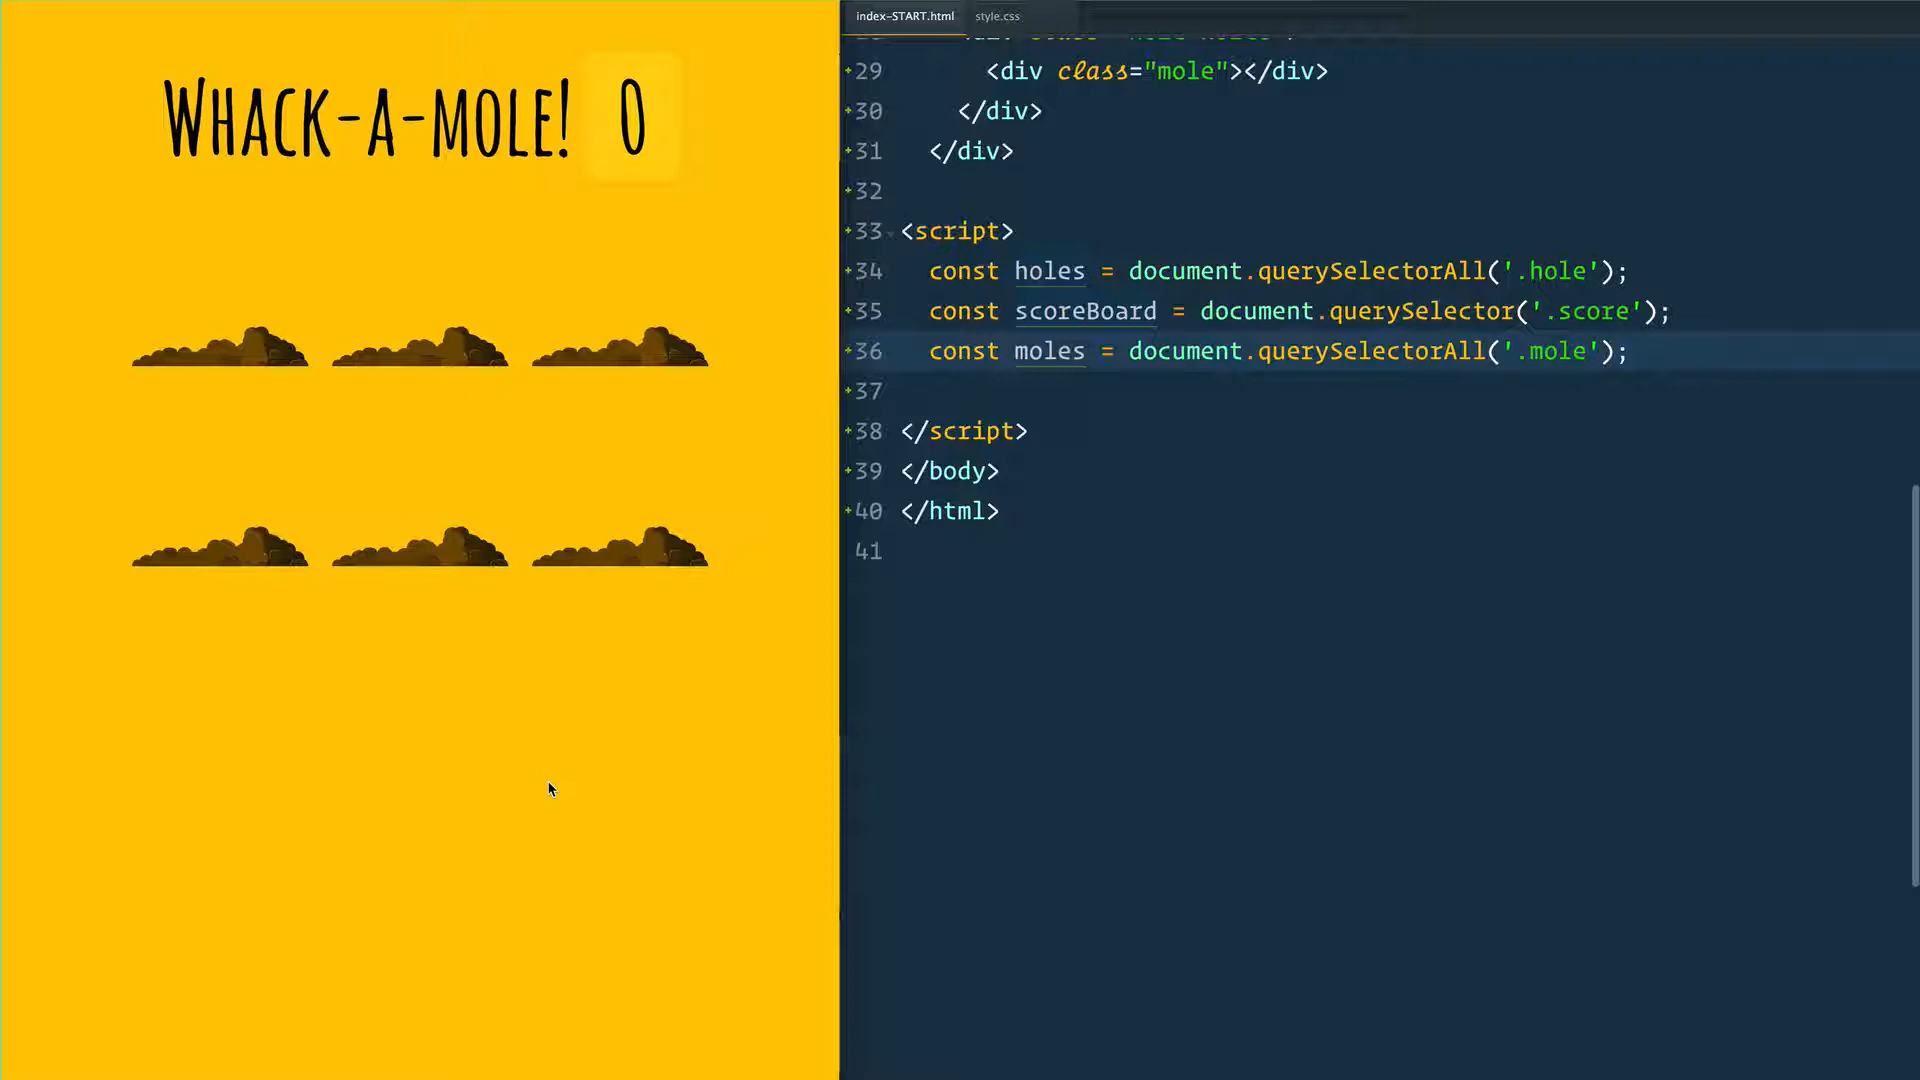 WHACK-A-MOLE! 0
index-START.html style.css
29 <div class="mole"></div>
30 </div>
31 </div>
32
33 <script>
34 const holes = document.querySelectorAll('.hole');
35 const scoreBoard = document.querySelector('.score');
36 const moles = document.querySelectorAll('.mole');
37
38 </script>
39 </body>
40 </html>
41